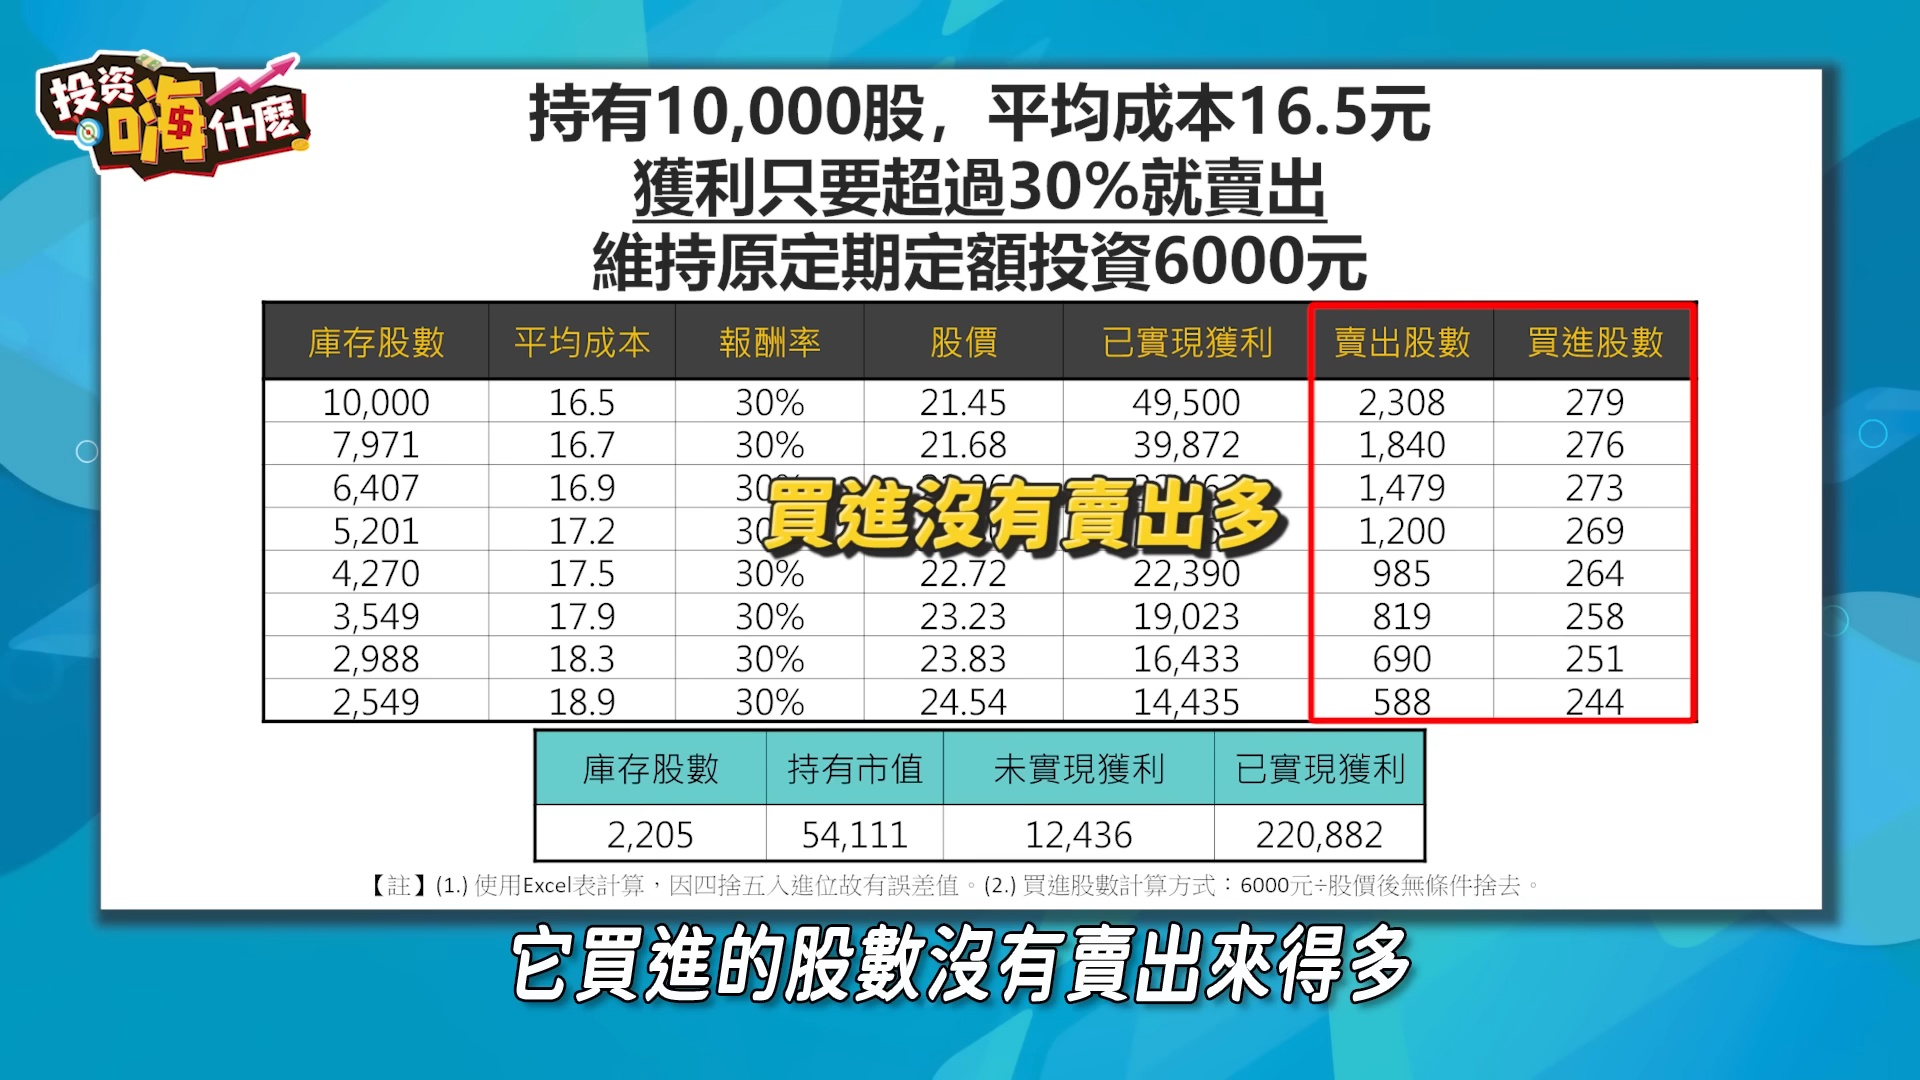 投资
嗨
什麼
持有10,000股，平均成本16.5元
獲利只要超過30%就賣出
維持原定期定額投資6000元
庫存股數 平均成本 報酬率 股價 已實現獲利 賣出股數 買進股數
10,000 16.5 30% 21.45 49,500 2,308 279
7,971 16.7 30% 21.68 39,872 1,840 276
6,407 16.9 1,479 273
5,201 17.2 1,200 269
買進沒有賣出多
4,270 17.5 30% 22.72 22,390 985 264
3,549 17.9 30% 23.23 19,023 819 258
2,988 18.3 30% 23.83 16,433 690 251
2,549 18.9 30% 24.54 14,435 588 244
庫存股數 持有市值 未實現獲利 已實現獲利
2,205 54,111 12,436 220,882
【註】(1.) 使用Excel表計算，因四捨五入進位故有誤差值。(2.) 買進股數計算方式：6000元÷股價後無條件捨去。
它買進的股數沒有賣出來得多